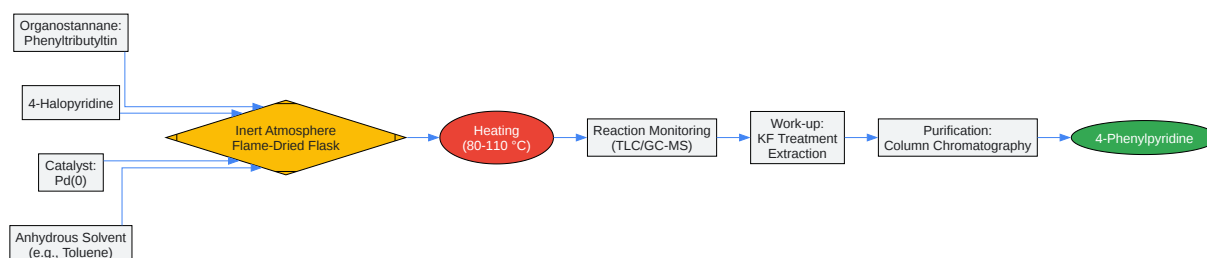 Organostannane:
Phenyltributyltin
4-Halopyridine
Catalyst:
Pd(0)
Anhydrous Solvent
(e.g., Toluene)
Inert Atmosphere
Flame-Dried Flask
Heating
(80-110 °C)
Reaction Monitoring
(TLC/GC-MS)
Work-up:
KF Treatment
Extraction
Purification:
Column Chromatography
4-Phenylpyridine